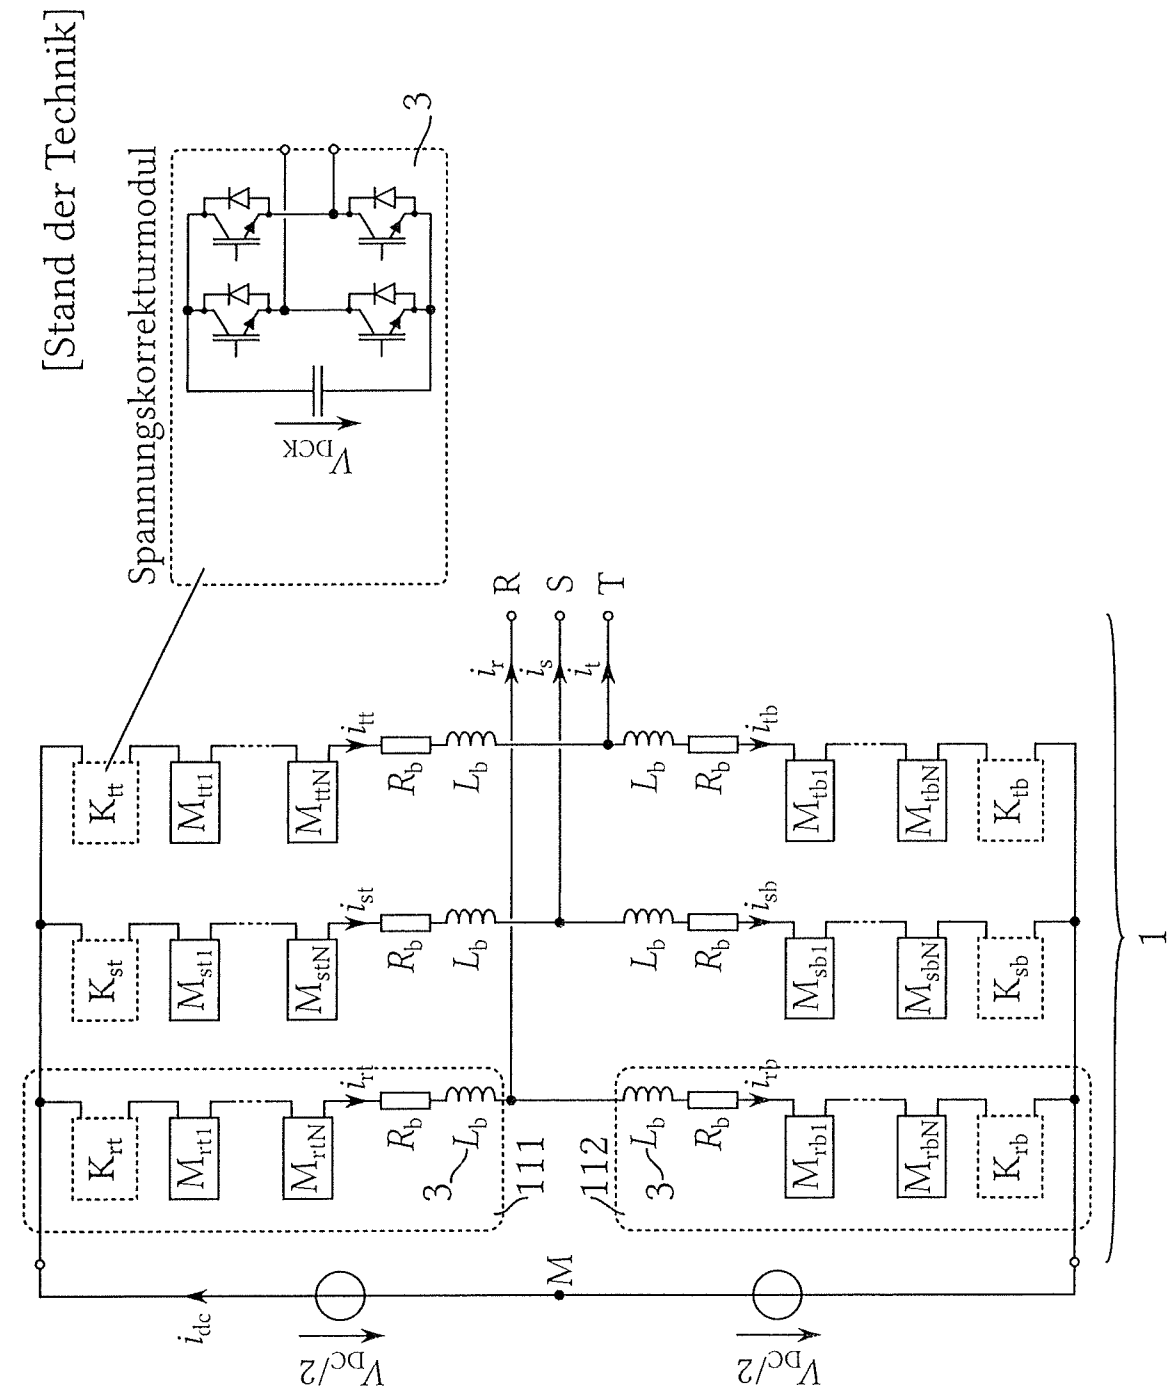 [Stand der Technik]
Spannungskorrekturmodul
3
V_DCK
R
S
T
i_r
i_s
i_t
K_tt
M_tt1
M_ttN
i_tt
R_b
L_b
L_b
R_b
i_tb
M_tb1
M_tbN
K_tb
K_st
M_st1
M_stN
i_st
R_b
L_b
L_b
R_b
i_sb
M_sb1
M_sbN
K_sb
K_rt
M_rt1
M_rtN
i_rt
R_b
L_b
3
111
112
3
L_b
R_b
i_rb
M_rb1
M_rbN
K_rb
i_dc
V_DC/2
M
V_DC/2
1